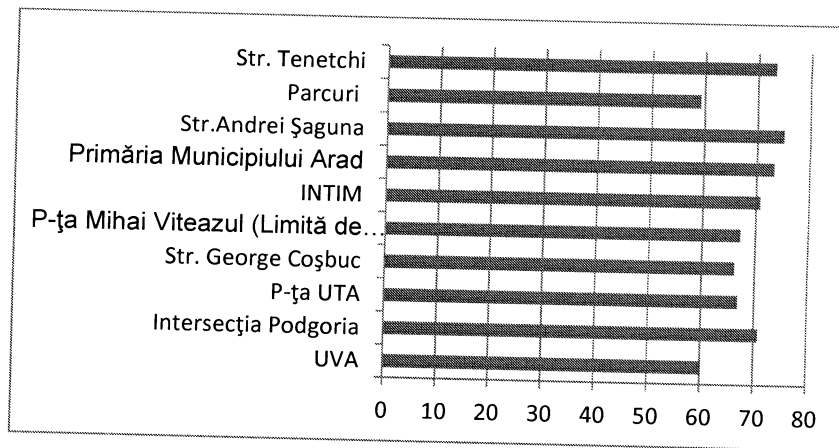 Str. Tenetchi
Parcuri
Str.Andrei Şaguna
Primăria Municipiului Arad
INTIM
P-ţa Mihai Viteazul (Limită de...
Str. George Coşbuc
P-ţa UTA
Intersecţia Podgoria
UVA
0 10 20 30 40 50 60 70 80